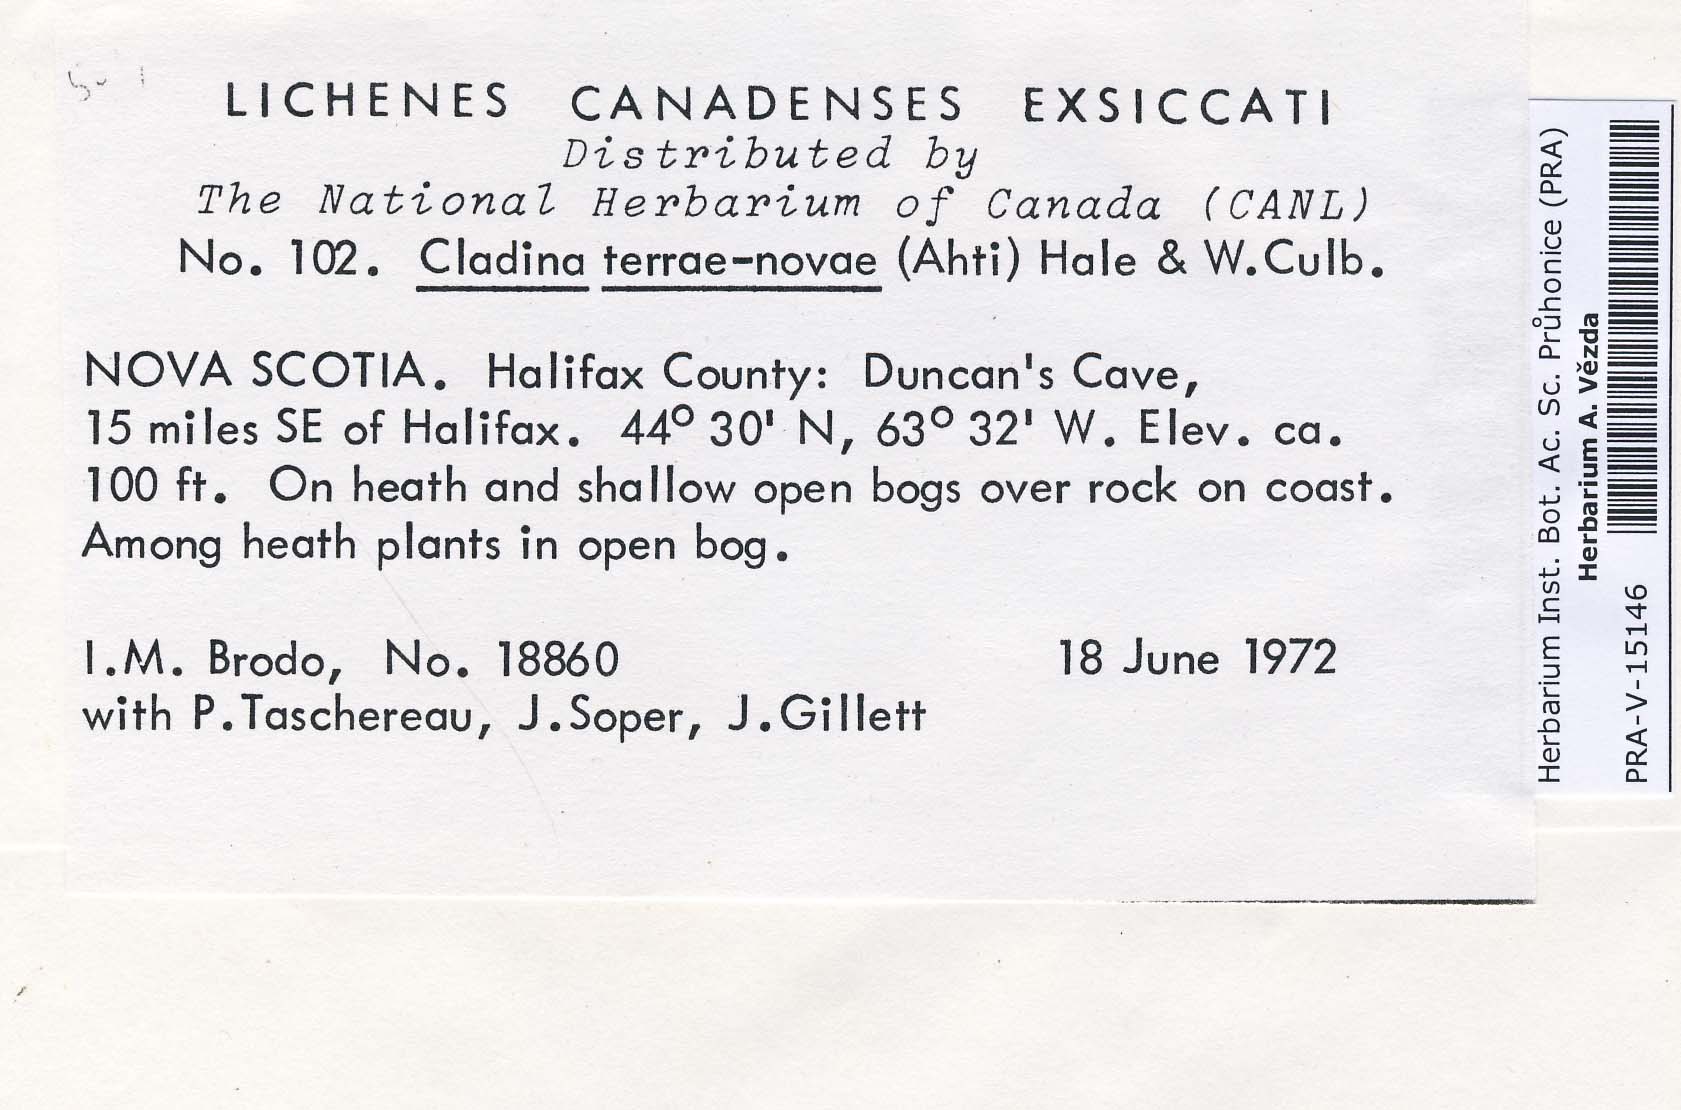 LICHENES CANADENSES EXSICCATI
Distributed by
The National Herbarium of Canada (CANL)
No. 102. Cladina terrae-novae (Ahti) Hale & W.Culb.
NOVA SCOTIA. Halifax County: Duncan's Cave,
15 miles SE of Halifax. 44° 30' N, 63° 32' W. Elev. ca.
100 ft. On heath and shallow open bogs over rock on coast.
Among heath plants in open bog.
I.M. Brodo, No. 18860 18 June 1972
with P.Taschereau, J.Soper, J.Gillett
Herbarium Inst. Bot. Ac. Sc. Průhonice (PRA)
Herbarium A. Vězda
PRA-V-15146